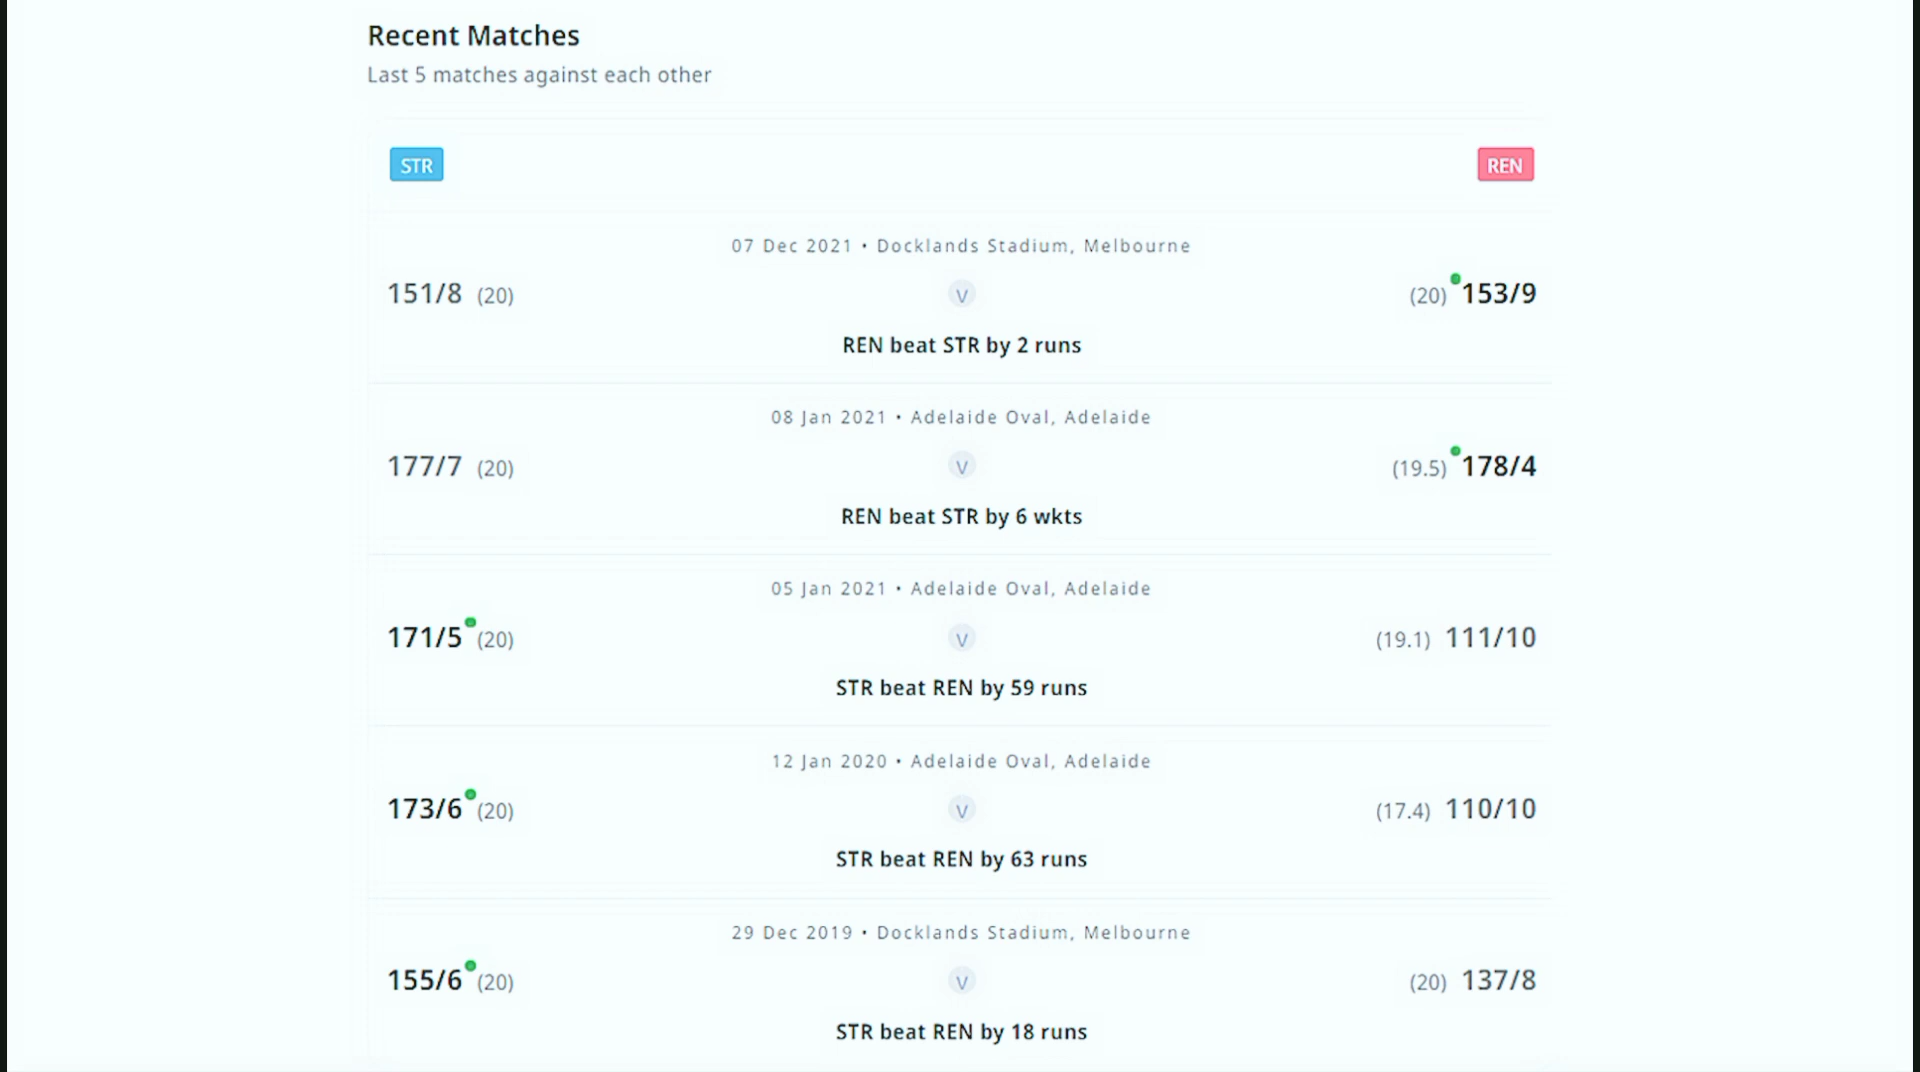 Recent Matches
Last 5 matches against each other
STR REN
07 Dec 2021 • Docklands Stadium, Melbourne
151/8 (20) V (20) 153/9
REN beat STR by 2 runs
08 Jan 2021 • Adelaide Oval, Adelaide
177/7 (20) V (19.5) 178/4
REN beat STR by 6 wkts
05 Jan 2021 • Adelaide Oval, Adelaide
171/5 (20) V (19.1) 111/10
STR beat REN by 59 runs
12 Jan 2020 • Adelaide Oval, Adelaide
173/6 (20) V (17.4) 110/10
STR beat REN by 63 runs
29 Dec 2019 • Docklands Stadium, Melbourne
155/6 (20) V (20) 137/8
STR beat REN by 18 runs